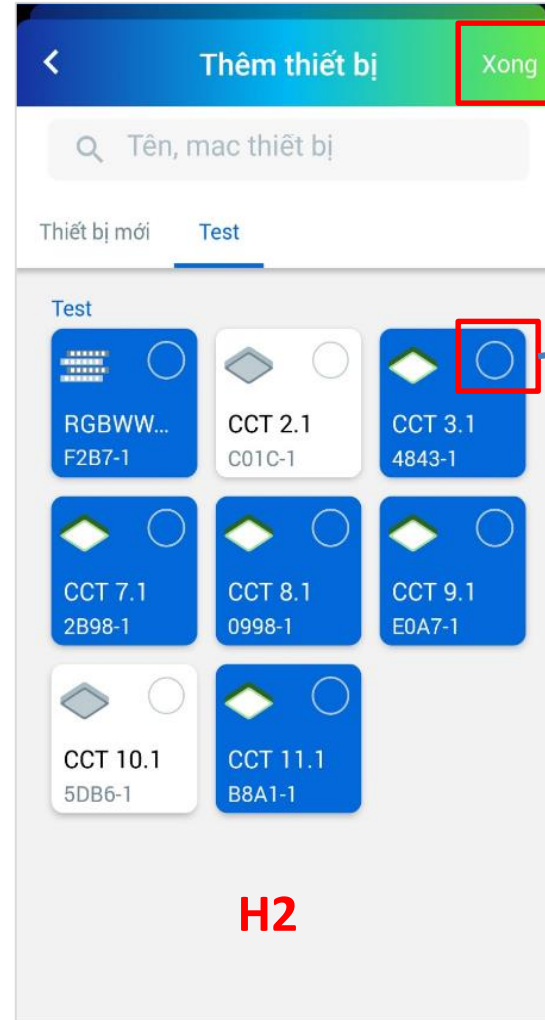 Thêm thiết bị Xong
Tên, mac thiết bị
Thiết bị mới Test
Test
RGBWW... CCT 2.1 CCT 3.1
F2B7-1 C01C-1 4843-1
CCT 7.1 CCT 8.1 CCT 9.1
2B98-1 0998-1 E0A7-1
CCT 10.1 CCT 11.1
5DB6-1 B8A1-1
H2